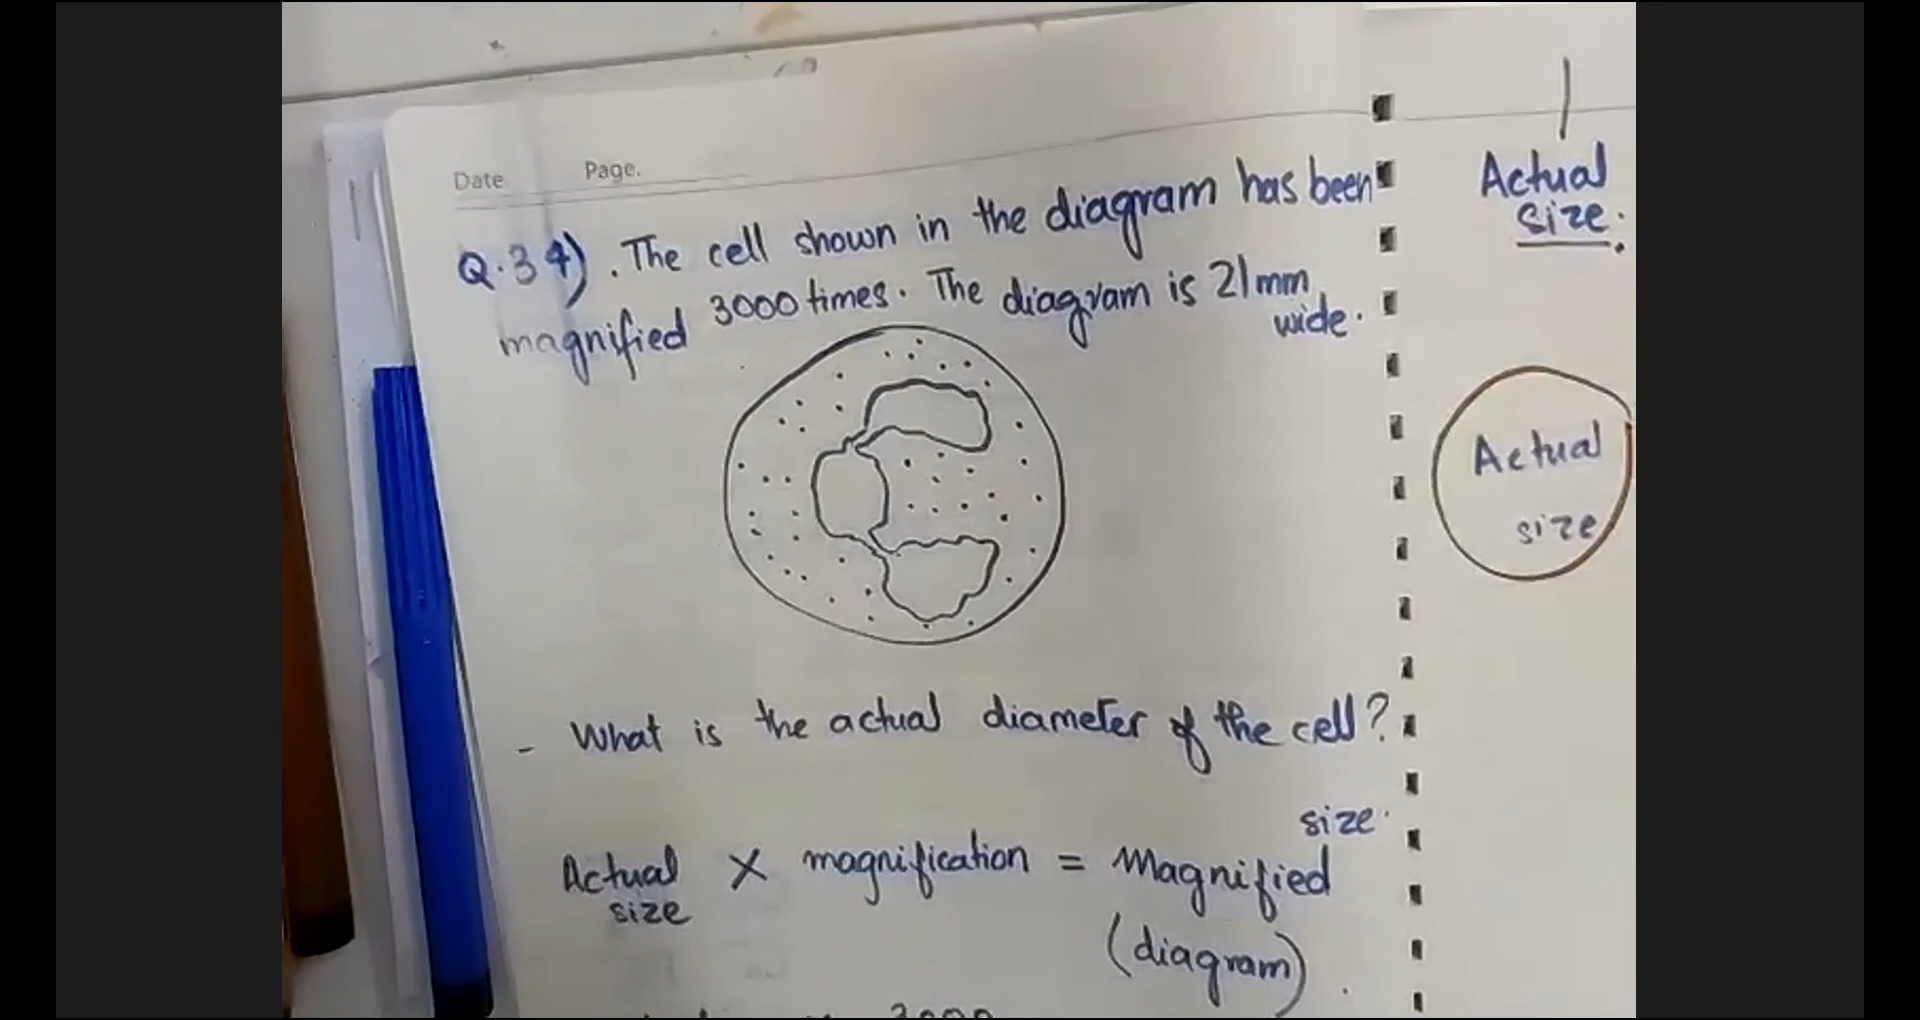 Date
Page.
Q.34). The cell shown in the diagram has been
magnified 3000 times. The diagram is 21mm
wide.
- What is the actual diameter of the cell?
size.
Actual X magnification = Magnified
size
(diagram)
3000
Actual
size.
Actual
size